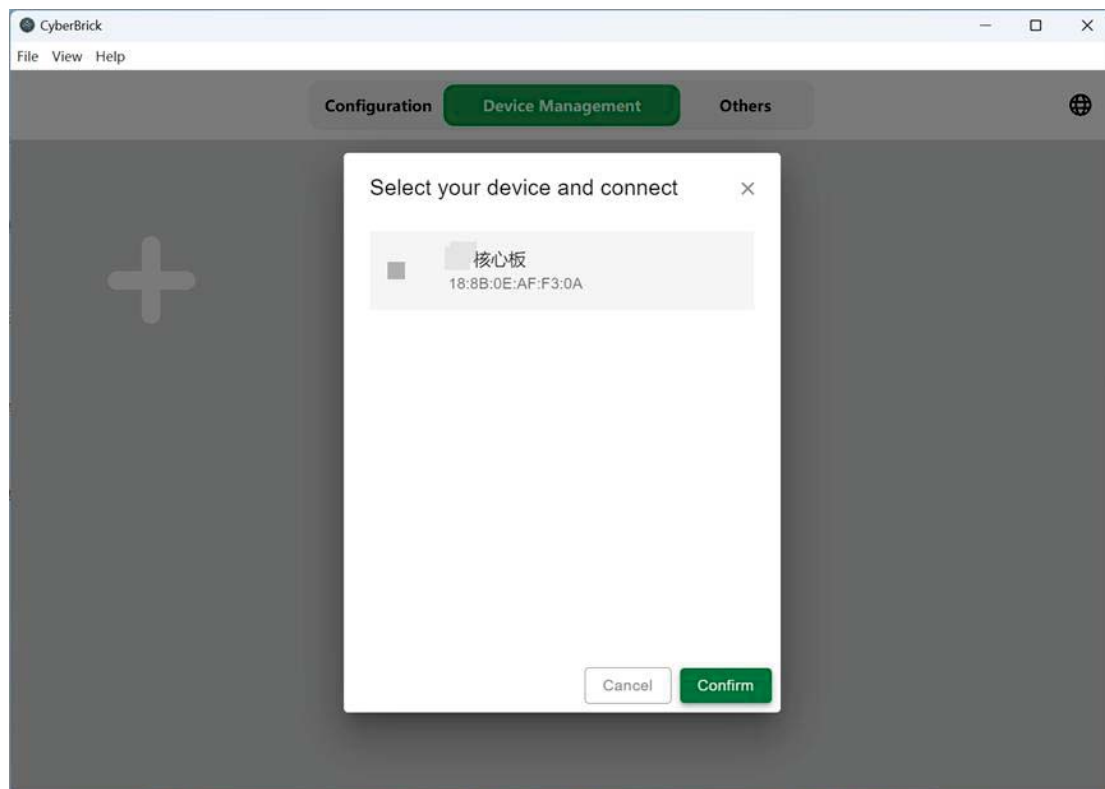 CyberBrick
File View Help
Configuration Device Management Others
Select your device and connect
核心板
18:8B:0E:AF:F3:0A
Cancel Confirm